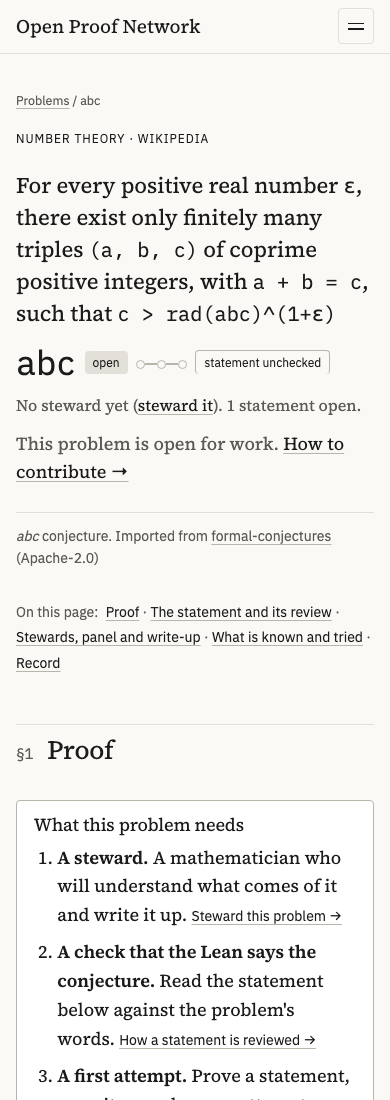 Open Proof Network
Problems / abc
NUMBER THEORY · WIKIPEDIA
For every positive real number ε,
there exist only finitely many
triples (a, b, c) of coprime
positive integers, with a + b = c,
such that c > rad(abc)^(1+ε)
abc open statement unchecked
No steward yet (steward it). 1 statement open.
This problem is open for work. How to
contribute →
abc conjecture. Imported from formal-conjectures
(Apache-2.0)
On this page: Proof · The statement and its review ·
Stewards, panel and write-up · What is known and tried ·
Record
§1 Proof
What this problem needs
1. A steward. A mathematician who
will understand what comes of it
and write it up. Steward this problem →
2. A check that the Lean says the
conjecture. Read the statement
below against the problem's
words. How a statement is reviewed →
3. A first attempt. Prove a statement,